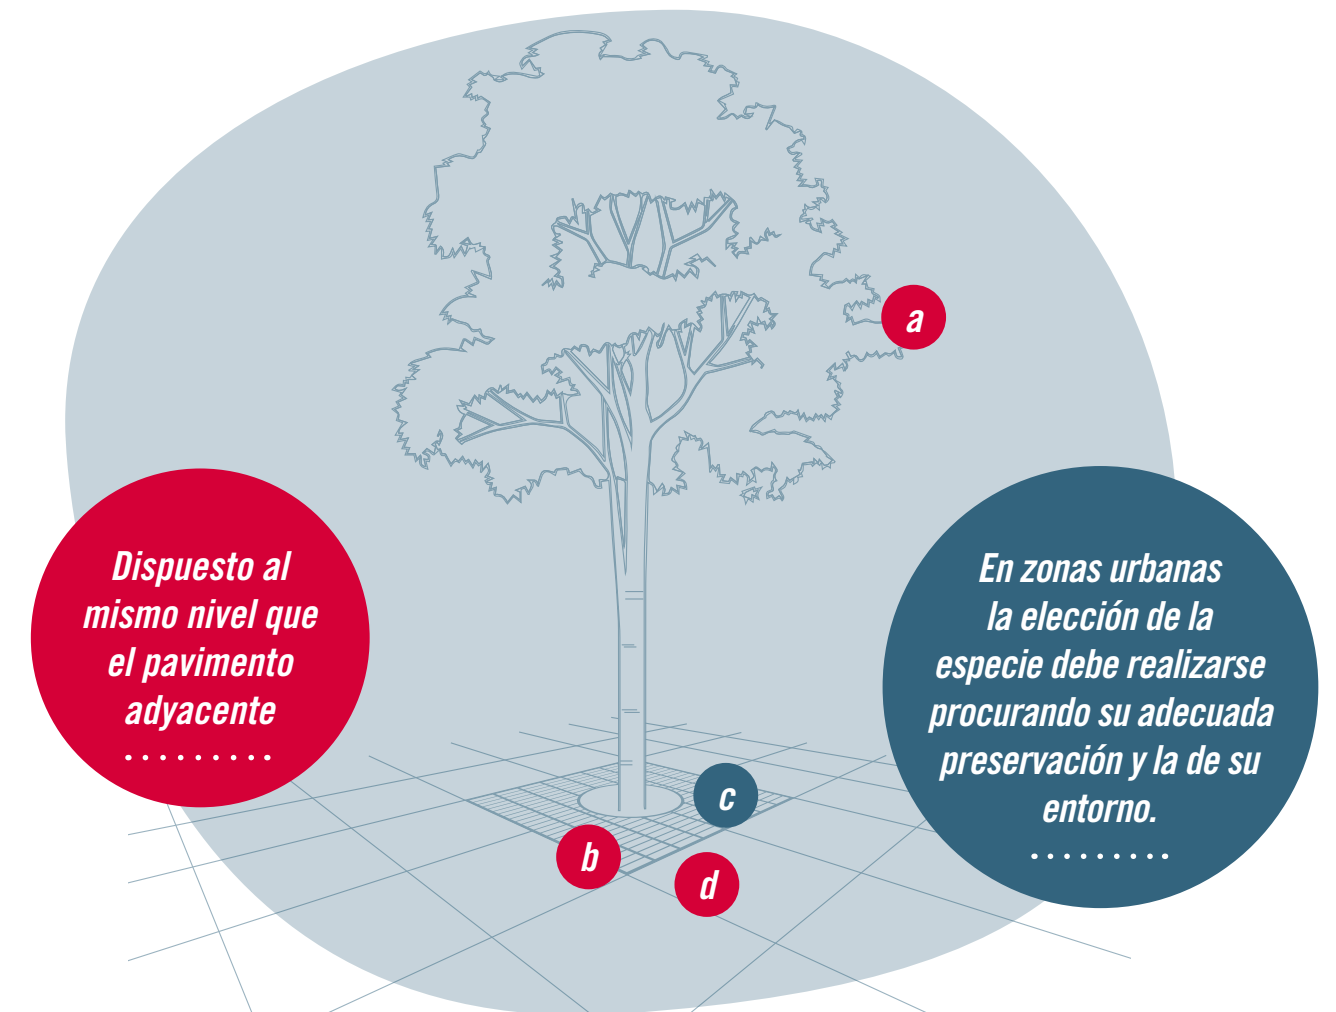 a
Dispuesto al
mismo nivel que
el pavimento
adyacente
.........
En zonas urbanas
la elección de la
especie debe realizarse
procurando su adecuada
preservación y la de su
entorno.
.........
c
b
d